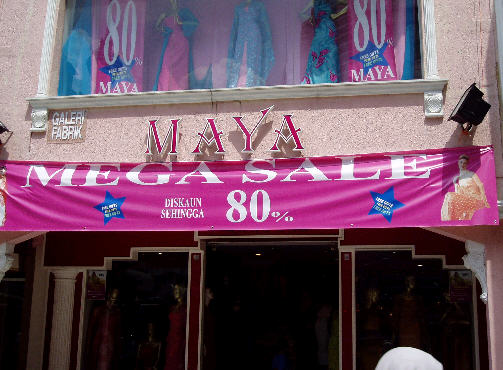 80
80
MAYA
MAYA
GALERI
FABRIK
MAYA
MEGA SALE
DISKAUN
SEHINGGA
80%